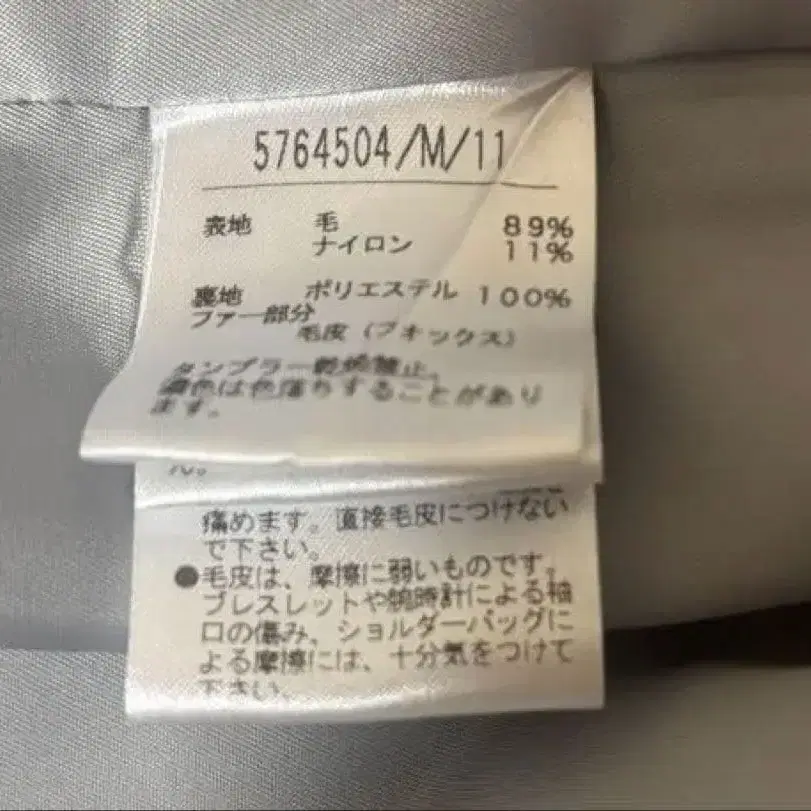 5764504/M/11
表地 毛 89%
ナイロン 11%
裏地 ポリエステル 100%
ファー部分
毛皮(フォックス)
タンブラー乾燥禁止。
濃色は色落ちすることがあり
ます。
ん。
痛めます。直接毛皮につけない
で下さい。
●毛皮は、摩擦に弱いものです。
ブレスレットや腕時計による袖
口の傷み、ショルダーバッグに
よる摩擦には、十分気をつけて
下さい。